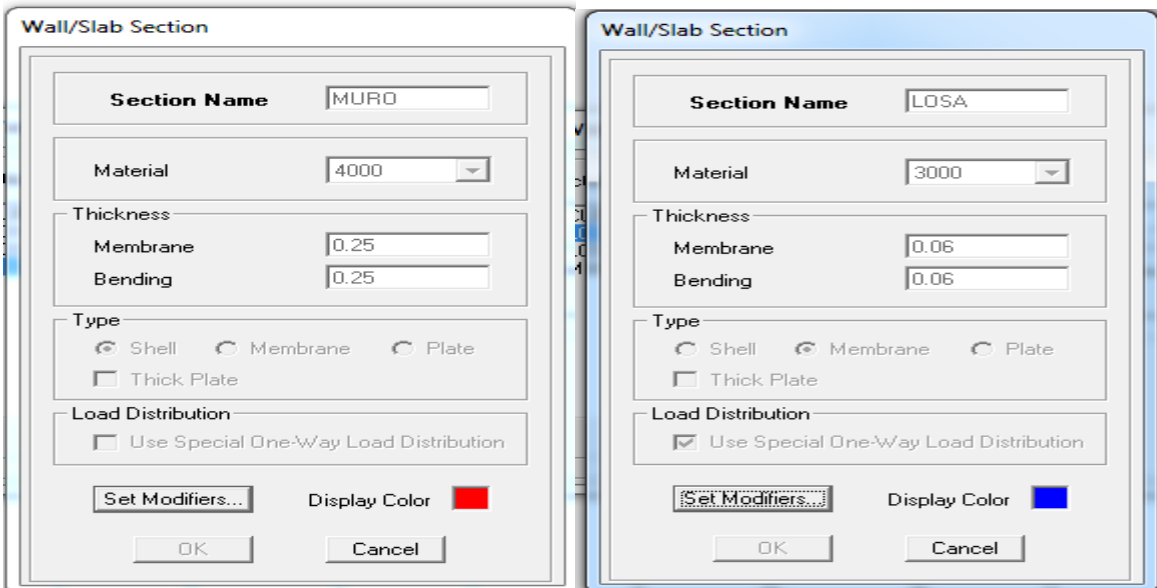 Wall/Slab Section
Section Name MURO
Material 4000
Thickness
Membrane 0.25
Bending 0.25
Type
Shell Membrane Plate
Thick Plate
Load Distribution
Use Special One-Way Load Distribution
Set Modifiers... Display Color
OK Cancel
Wall/Slab Section
Section Name LOSA
Material 3000
Thickness
Membrane 0.06
Bending 0.06
Type
Shell Membrane Plate
Thick Plate
Load Distribution
Use Special One-Way Load Distribution
Set Modifiers... Display Color
OK Cancel